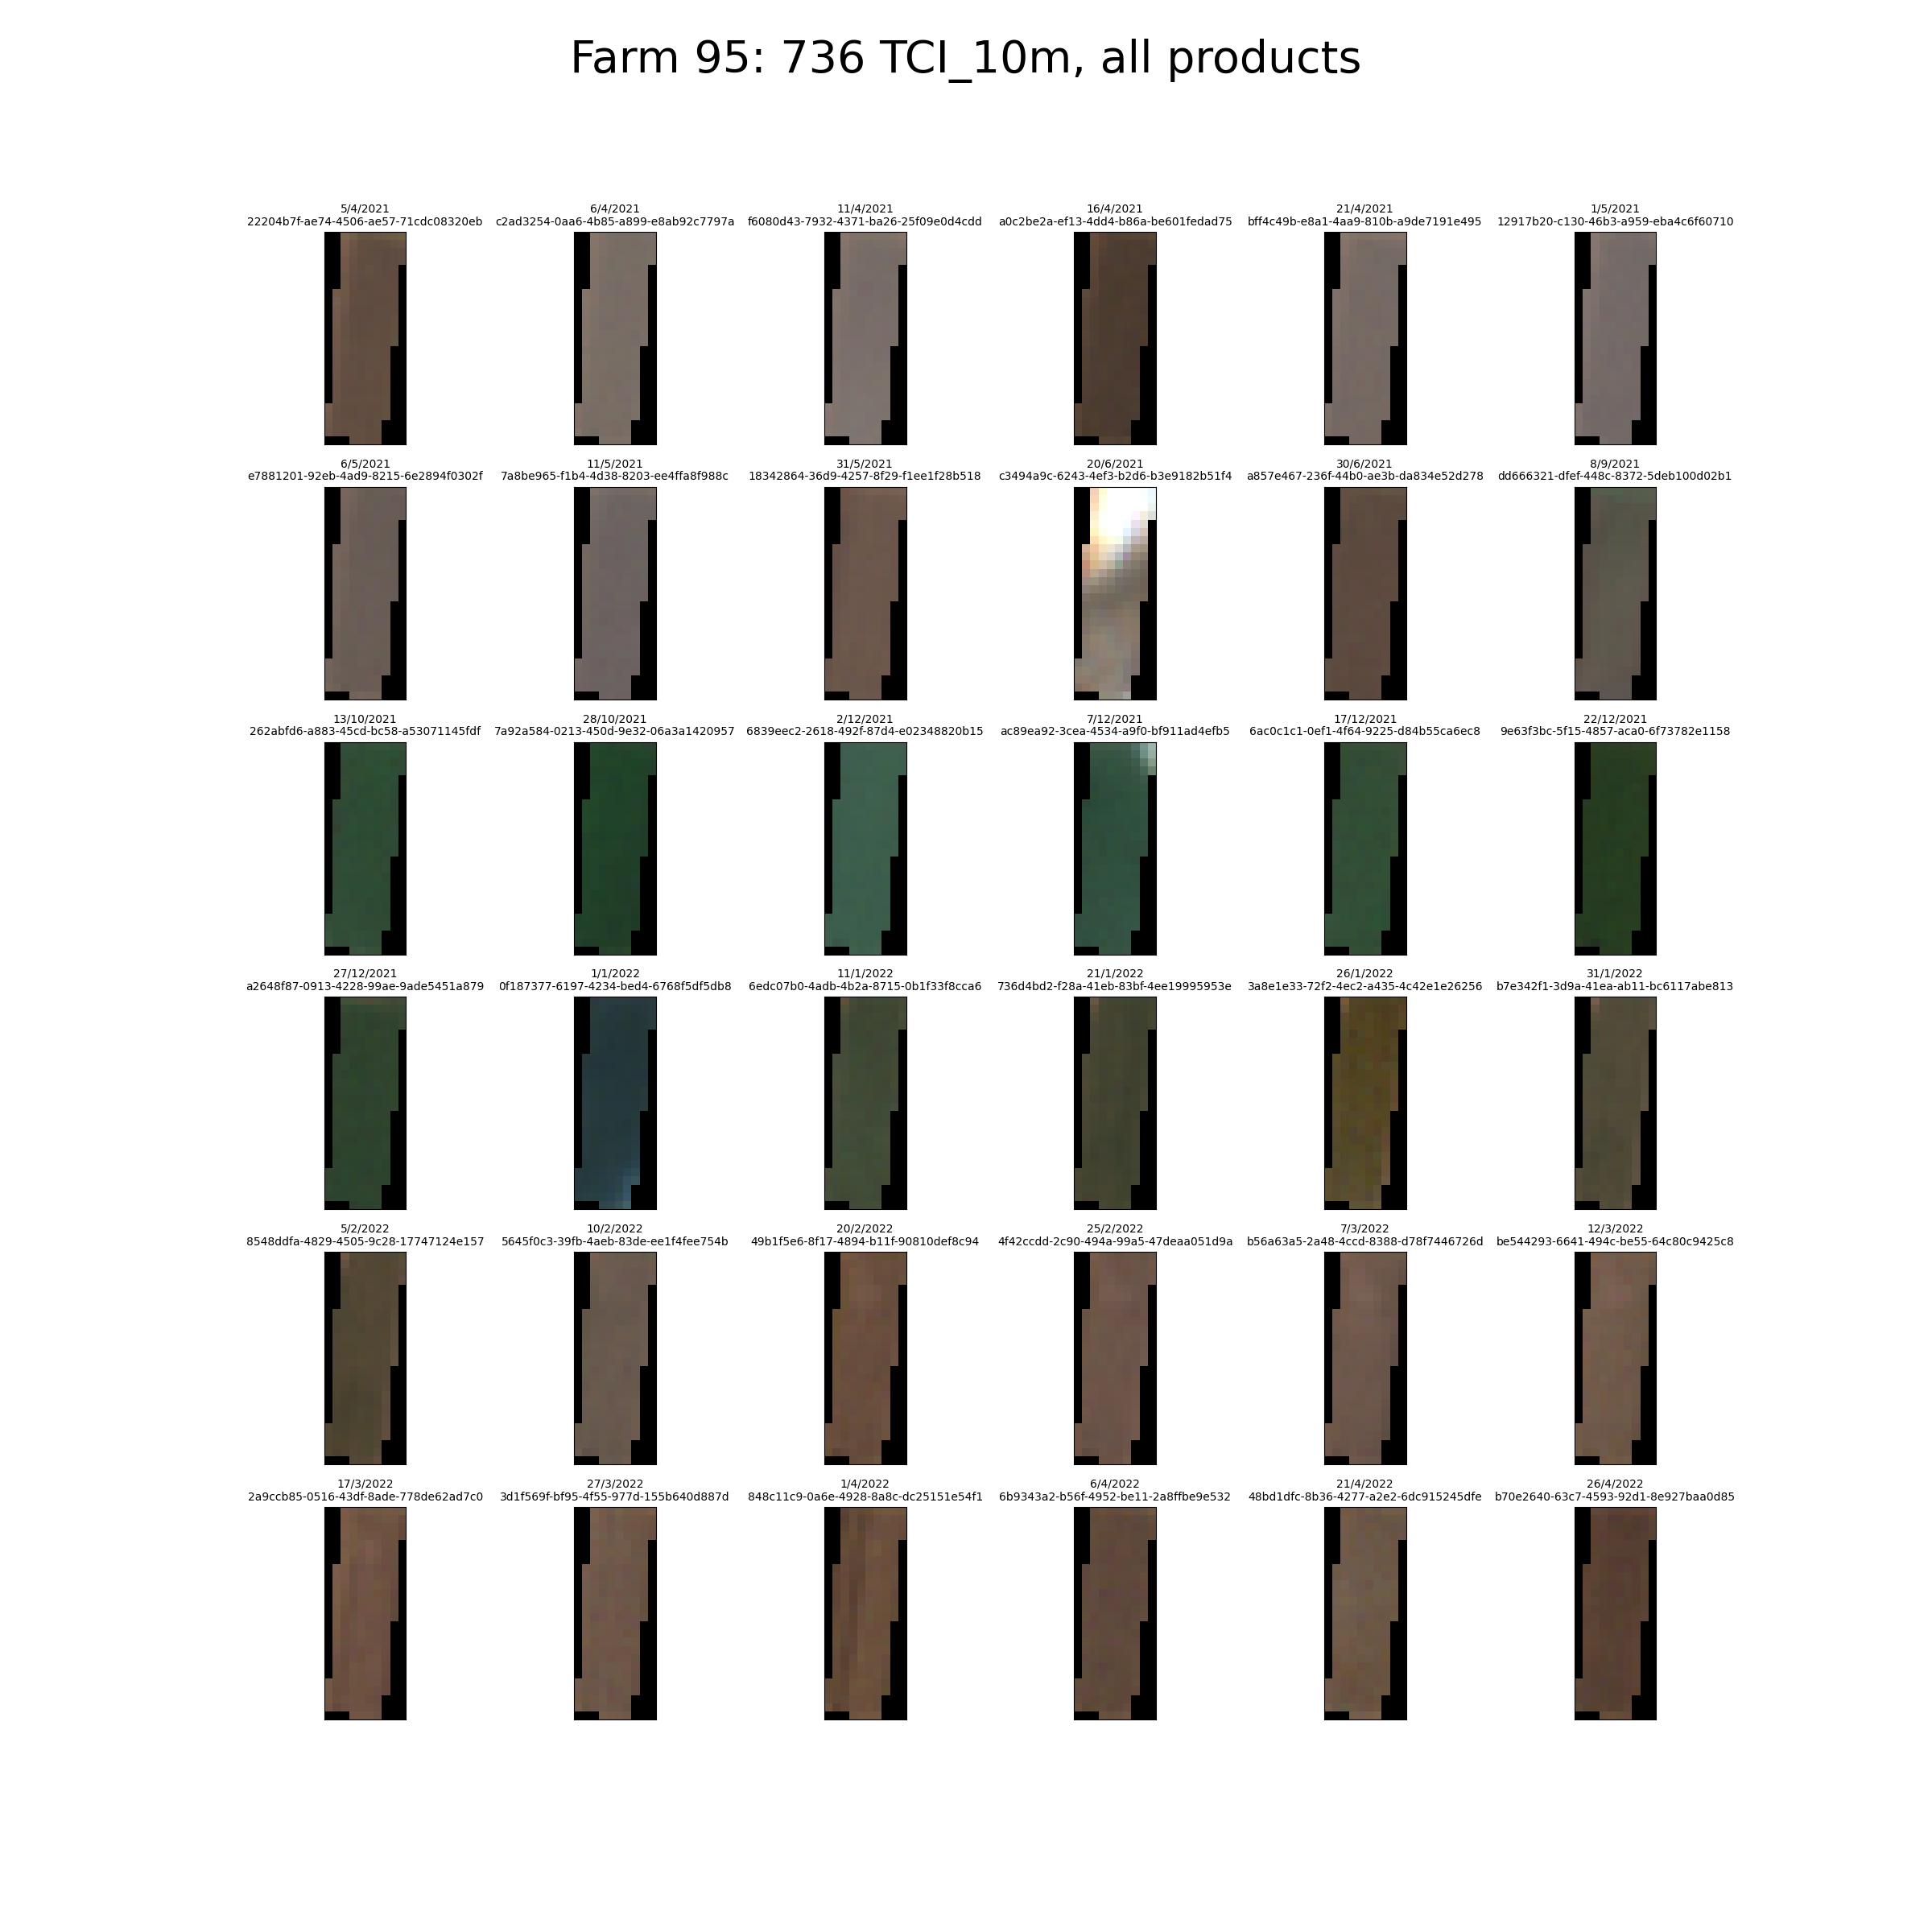 Farm 95: 736 TCI_10m, all products
5/4/2021 6/4/2021 11/4/2021 16/4/2021 21/4/2021 1/5/2021
22204b7f-ae74-4506-ae57-71cdc08320eb c2ad3254-0aa6-4b85-a899-e8ab92c7797a f6080d43-7932-4371-ba26-25f09e0d4cdd a0c2be2a-ef13-4dd4-b86a-be601fedad75 bff4c49b-e8a1-4aa9-810b-a9de7191e495 12917b20-c130-46b3-a959-eba4c6f60710
6/5/2021 11/5/2021 31/5/2021 20/6/2021 30/6/2021 8/9/2021
e7881201-92eb-4ad9-8215-6e2894f0302f 7a8be965-f1b4-4d38-8203-ee4ffa8f988c 18342864-36d9-4257-8f29-f1ee1f28b518 c3494a9c-6243-4ef3-b2d6-b3e9182b51f4 a857e467-236f-44b0-ae3b-da834e52d278 dd666321-dfef-448c-8372-5deb100d02b1
13/10/2021 28/10/2021 2/12/2021 7/12/2021 17/12/2021 22/12/2021
262abfd6-a883-45cd-bc58-a53071145fdf 7a92a584-0213-450d-9e32-06a3a1420957 6839eec2-2618-492f-87d4-e02348820b15 ac89ea92-3cea-4534-a9f0-bf911ad4efb5 6ac0c1c1-0ef1-4f64-9225-d84b55ca6ec8 9e63f3bc-5f15-4857-aca0-6f73782e1158
27/12/2021 1/1/2022 11/1/2022 21/1/2022 26/1/2022 31/1/2022
a2648f87-0913-4228-99ae-9ade5451a879 0f187377-6197-4234-bed4-6768f5df5db8 6edc07b0-4adb-4b2a-8715-0b1f33f8cca6 736d4bd2-f28a-41eb-83bf-4ee19995953e 3a8e1e33-72f2-4ec2-a435-4c42e1e26256 b7e342f1-3d9a-41ea-ab11-bc6117abe813
5/2/2022 10/2/2022 20/2/2022 25/2/2022 7/3/2022 12/3/2022
8548ddfa-4829-4505-9c28-17747124e157 5645f0c3-39fb-4aeb-83de-ee1f4fee754b 49b1f5e6-8f17-4894-b11f-90810def8c94 4f42ccdd-2c90-494a-99a5-47deaa051d9a b56a63a5-2a48-4ccd-8388-d78f7446726d be544293-6641-494c-be55-64c80c9425c8
17/3/2022 27/3/2022 1/4/2022 6/4/2022 21/4/2022 26/4/2022
2a9ccb85-0516-43df-8ade-778de62ad7c0 3d1f569f-bf95-4f55-977d-155b640d887d 848c11c9-0a6e-4928-8a8c-dc25151e54f1 6b9343a2-b56f-4952-be11-2a8ffbe9e532 48bd1dfc-8b36-4277-a2e2-6dc915245dfe b70e2640-63c7-4593-92d1-8e927baa0d85